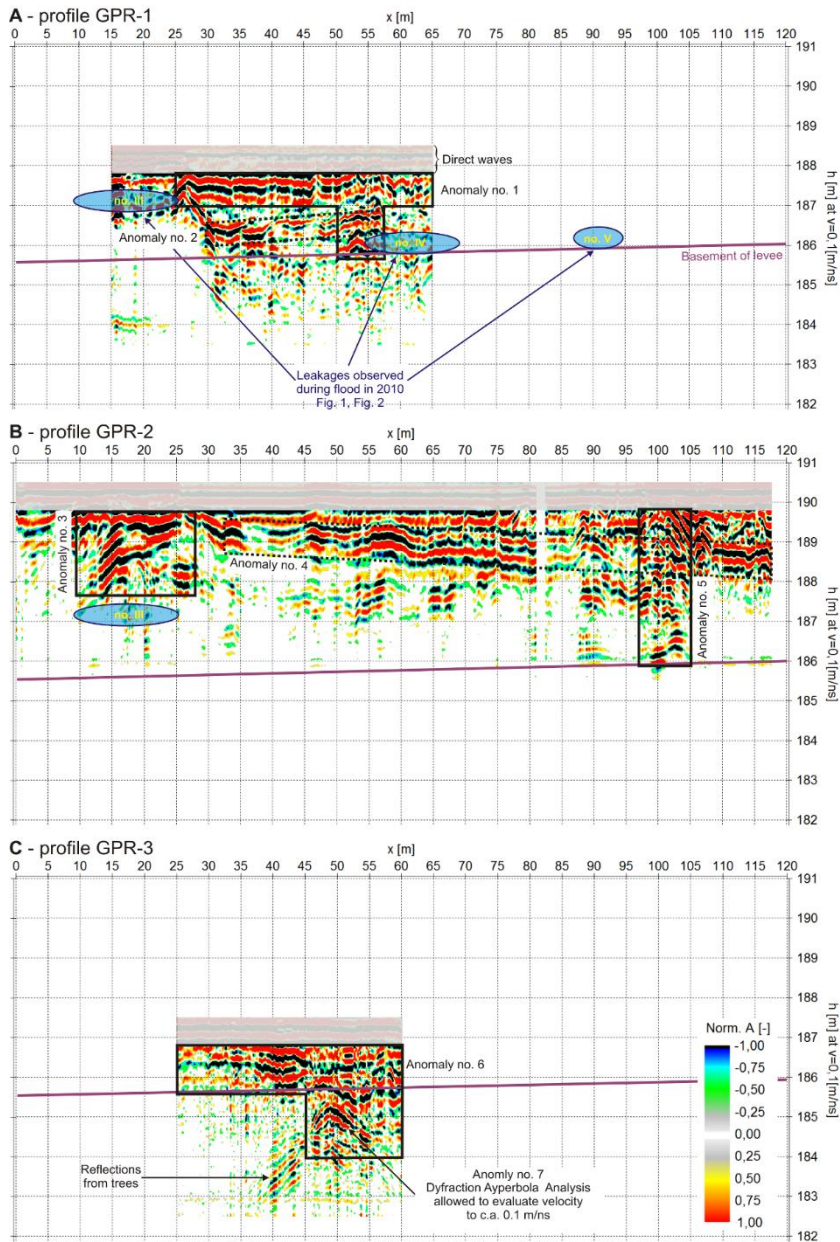 A - profile GPR-1
x [m]
0 5 10 15 20 25 30 35 40 45 50 55 60 65 70 75 80 85 90 95 100 105 110 115 120
191
190
189
Direct waves
188
Anomaly no. 1
no. III
187
Anomaly no. 2
no. IV
no. V
186
Basement of levee
185
184
183
182
h [m] at v=0,1[m/ns]
Leakages observed
during flood in 2010
Fig. 1, Fig. 2
B - profile GPR-2
x [m]
0 5 10 15 20 25 30 35 40 45 50 55 60 65 70 75 80 85 90 95 100 105 110 115 120
191
190
189
188
187
186
185
184
183
182
h [m] at v=0,1[m/ns]
Anomaly no. 3
Anomaly no. 4
Anomaly no. 5
no. III
C - profile GPR-3
x [m]
0 5 10 15 20 25 30 35 40 45 50 55 60 65 70 75 80 85 90 95 100 105 110 115 120
191
190
189
188
187
186
185
184
183
182
h [m] at v=0,1[m/ns]
Anomaly no. 6
Reflections
from trees
Anomly no. 7
Dyfraction Ayperbola Analysis
allowed to evaluate velocity
to c.a. 0.1 m/ns
Norm. A [-]
-1,00
-0,75
-0,50
-0,25
0,00
0,25
0,50
0,75
1,00